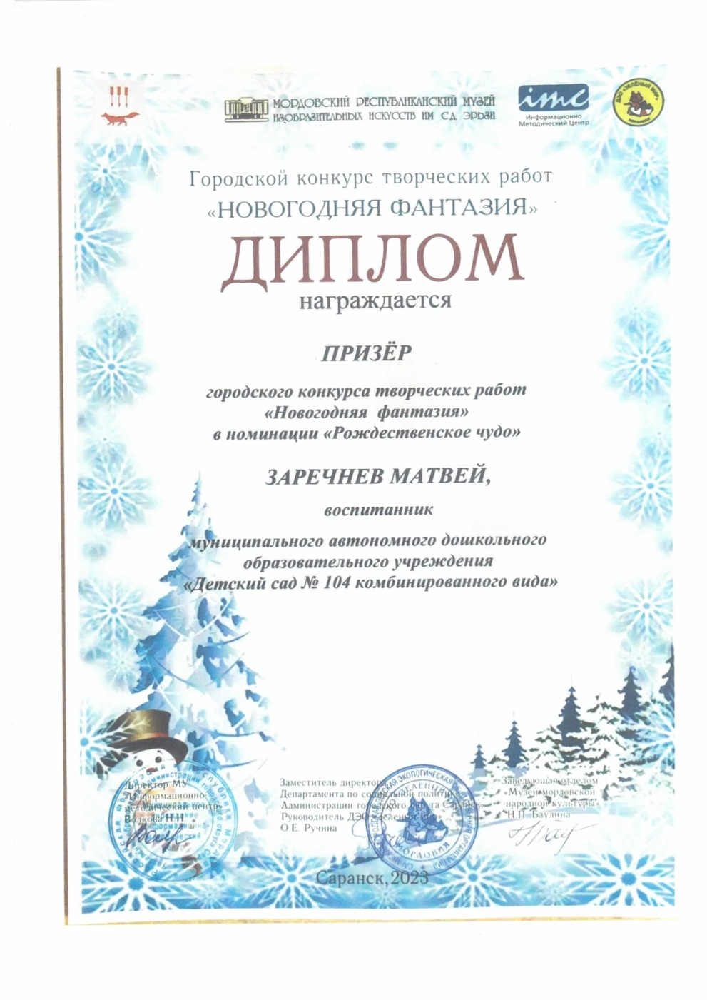 МОРДОВСКИЙ РЕСПУБЛИКАНСКИЙ МУЗЕЙ
ИЗОБРАЗИТЕЛЬНЫХ ИСКУССТВ ИМ СД ЭРЬЗИ
imc
Информационно
Методический Центр
ДЭО «ЗЕЛЁНЫЙ МИР»
Городской конкурс творческих работ
«НОВОГОДНЯЯ ФАНТАЗИЯ»
ДИПЛОМ
награждается
ПРИЗЁР
городского конкурса творческих работ
«Новогодняя фантазия»
в номинации «Рождественское чудо»
ЗАРЕЧНЕВ МАТВЕЙ,
воспитанник
муниципального автономного дошкольного
образовательного учреждения
«Детский сад № 104 комбинированного вида»
Директор МУ
«Информационно-
методический центр»
Волкова Н.Н
Заместитель директора
Департамента по социальной политике
Администрации городского округа Саранск,
Руководитель ДЭО «Зеленый
О.Е. Ручина
Заведующая отделом
«Музей мордовской
народной культуры»
Н.П. Баулина
Саранск, 2023